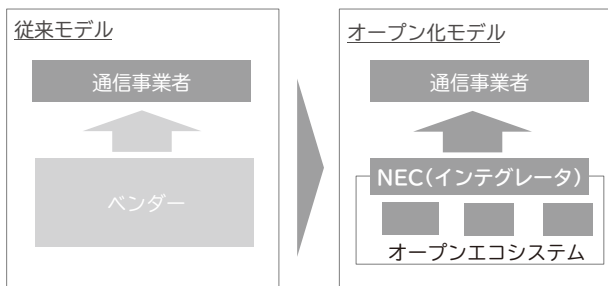 従来モデル
通信事業者
ベンダー
オープン化モデル
通信事業者
NEC(インテグレータ)
オープンエコシステム